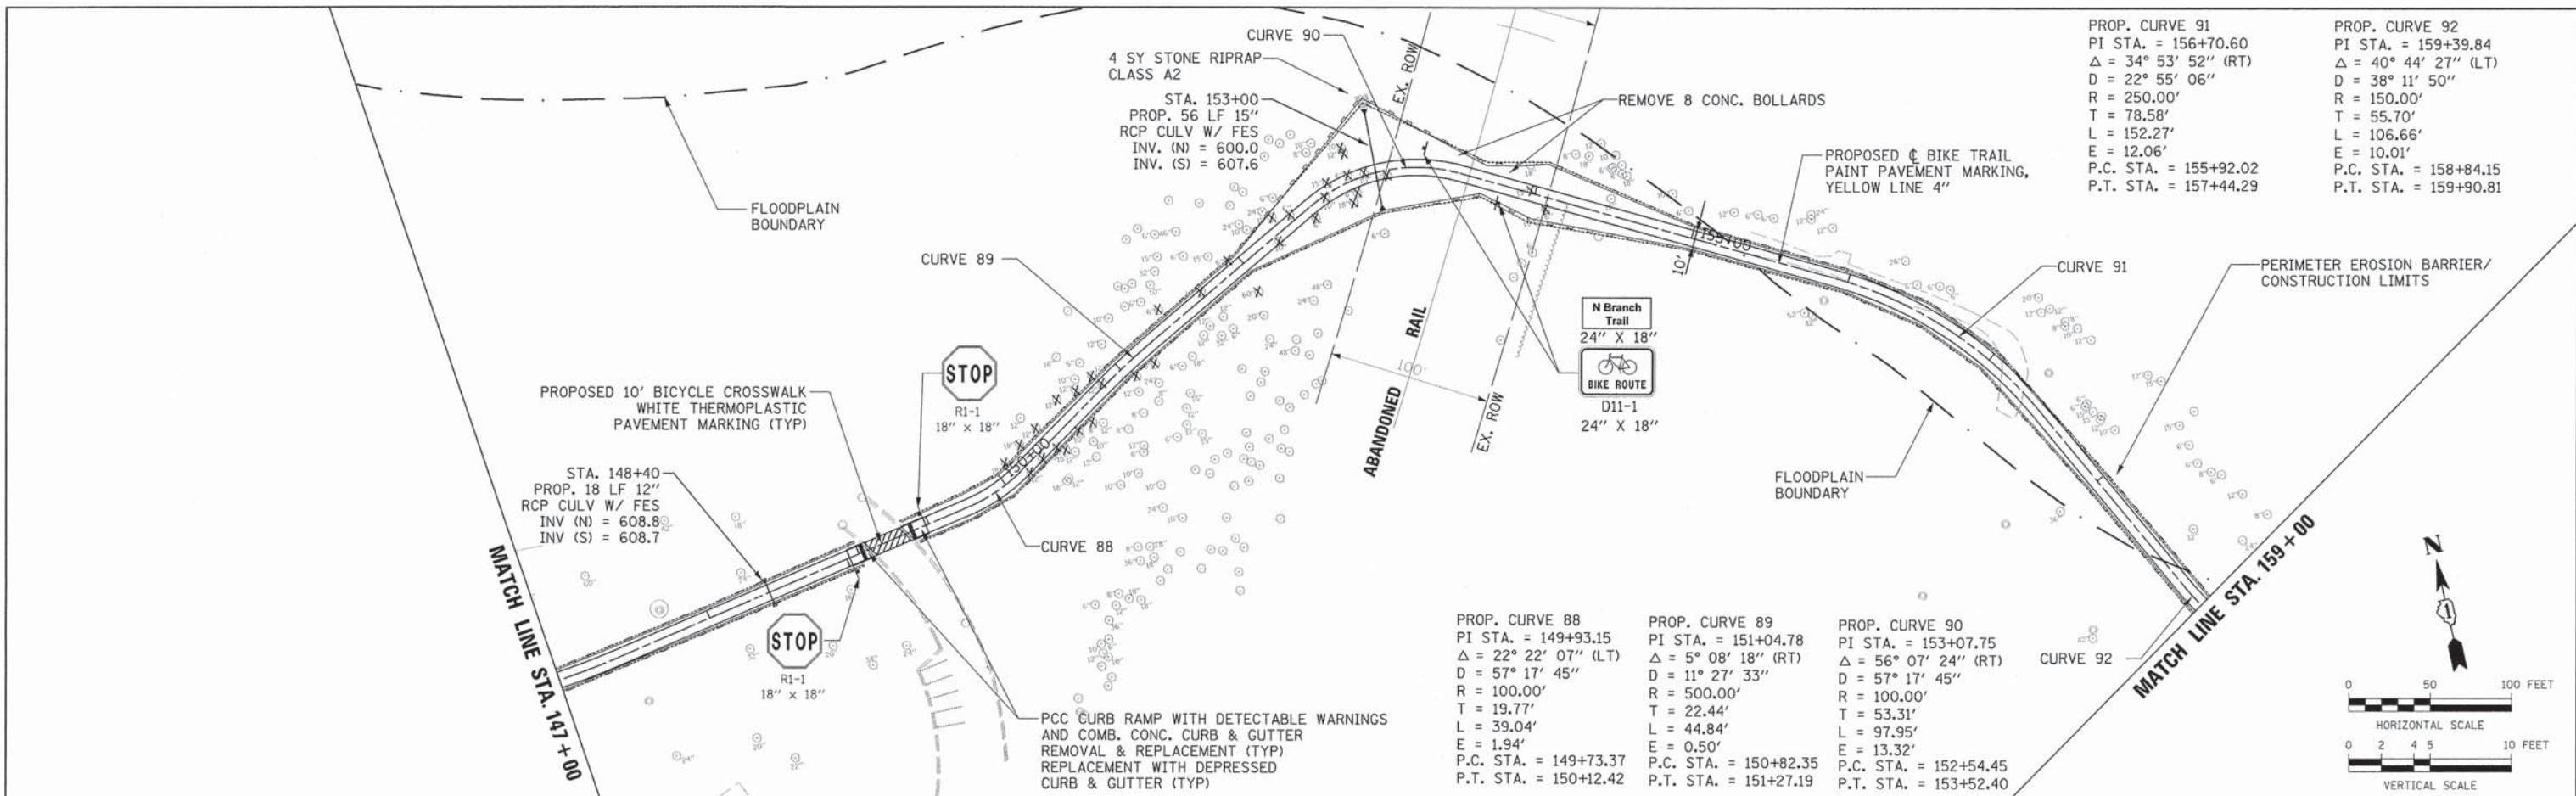 CURVE 90
4 SY STONE RIPRAP
CLASS A2
STA. 153+00
PROP. 56 LF 15"
RCP CULV W/ FES
INV. (N) = 600.0
INV. (S) = 607.6
EX. ROW
REMOVE 8 CONC. BOLLARDS
PROPOSED ℄ BIKE TRAIL
PAINT PAVEMENT MARKING,
YELLOW LINE 4"
PROP. CURVE 91
PI STA. = 156+70.60
Δ = 34° 53' 52" (RT)
D = 22° 55' 06"
R = 250.00'
T = 78.58'
L = 152.27'
E = 12.06'
P.C. STA. = 155+92.02
P.T. STA. = 157+44.29
PROP. CURVE 92
PI STA. = 159+39.84
Δ = 40° 44' 27" (LT)
D = 38° 11' 50"
R = 150.00'
T = 55.70'
L = 106.66'
E = 10.01'
P.C. STA. = 158+84.15
P.T. STA. = 159+90.81
FLOODPLAIN
BOUNDARY
CURVE 89
155+00
10'
CURVE 91
PERIMETER EROSION BARRIER/
CONSTRUCTION LIMITS
N Branch
Trail
24" X 18"
BIKE ROUTE
D11-1
24" X 18"
100'
ABANDONED RAIL
EX. ROW
STOP
R1-1
18" x 18"
PROPOSED 10' BICYCLE CROSSWALK
WHITE THERMOPLASTIC
PAVEMENT MARKING (TYP)
150+00
STA. 148+40
PROP. 18 LF 12"
RCP CULV W/ FES
INV (N) = 608.8
INV (S) = 608.7
CURVE 88
FLOODPLAIN
BOUNDARY
MATCH LINE STA. 147+00
STOP
R1-1
18" x 18"
PCC CURB RAMP WITH DETECTABLE WARNINGS
AND COMB. CONC. CURB & GUTTER
REMOVAL & REPLACEMENT (TYP)
REPLACEMENT WITH DEPRESSED
CURB & GUTTER (TYP)
PROP. CURVE 88
PI STA. = 149+93.15
Δ = 22° 22' 07" (LT)
D = 57° 17' 45"
R = 100.00'
T = 19.77'
L = 39.04'
E = 1.94'
P.C. STA. = 149+73.37
P.T. STA. = 150+12.42
PROP. CURVE 89
PI STA. = 151+04.78
Δ = 5° 08' 18" (RT)
D = 11° 27' 33"
R = 500.00'
T = 22.44'
L = 44.84'
E = 0.50'
P.C. STA. = 150+82.35
P.T. STA. = 151+27.19
PROP. CURVE 90
PI STA. = 153+07.75
Δ = 56° 07' 24" (RT)
D = 57° 17' 45"
R = 100.00'
T = 53.31'
L = 97.95'
E = 13.32'
P.C. STA. = 152+54.45
P.T. STA. = 153+52.40
CURVE 92
MATCH LINE STA. 159+00
N
1
0 50 100 FEET
HORIZONTAL SCALE
0 2 4 5 10 FEET
VERTICAL SCALE